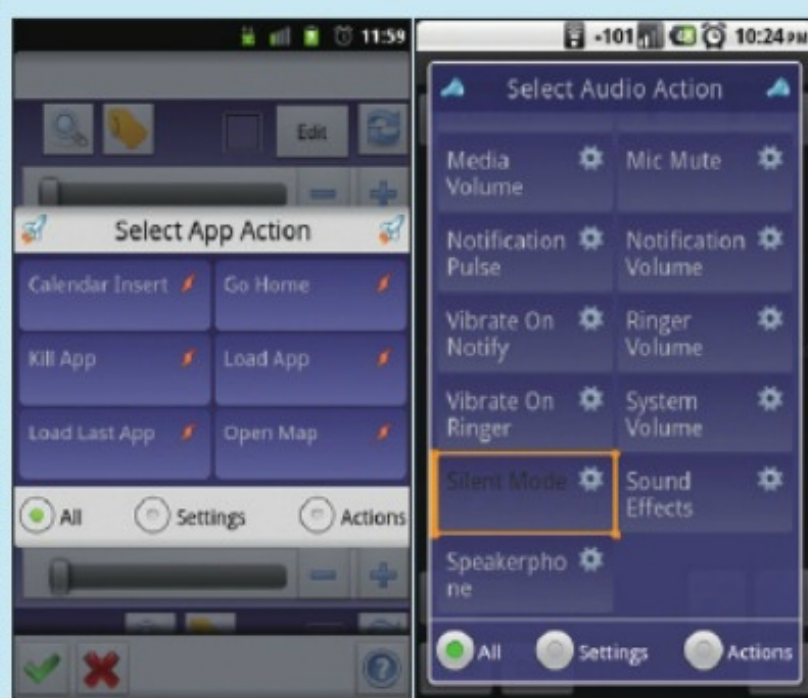 11:59
Edit
Select App Action
Calendar Insert
Go Home
Kill App
Load App
Load Last App
Open Map
All
Settings
Actions
-101
10:24 PM
Select Audio Action
Media
Volume
Mic Mute
Notification
Pulse
Notification
Volume
Vibrate On
Notify
Ringer
Volume
Vibrate On
Ringer
System
Volume
Silent Mode
Sound
Effects
Speakerpho
ne
All
Settings
Actions